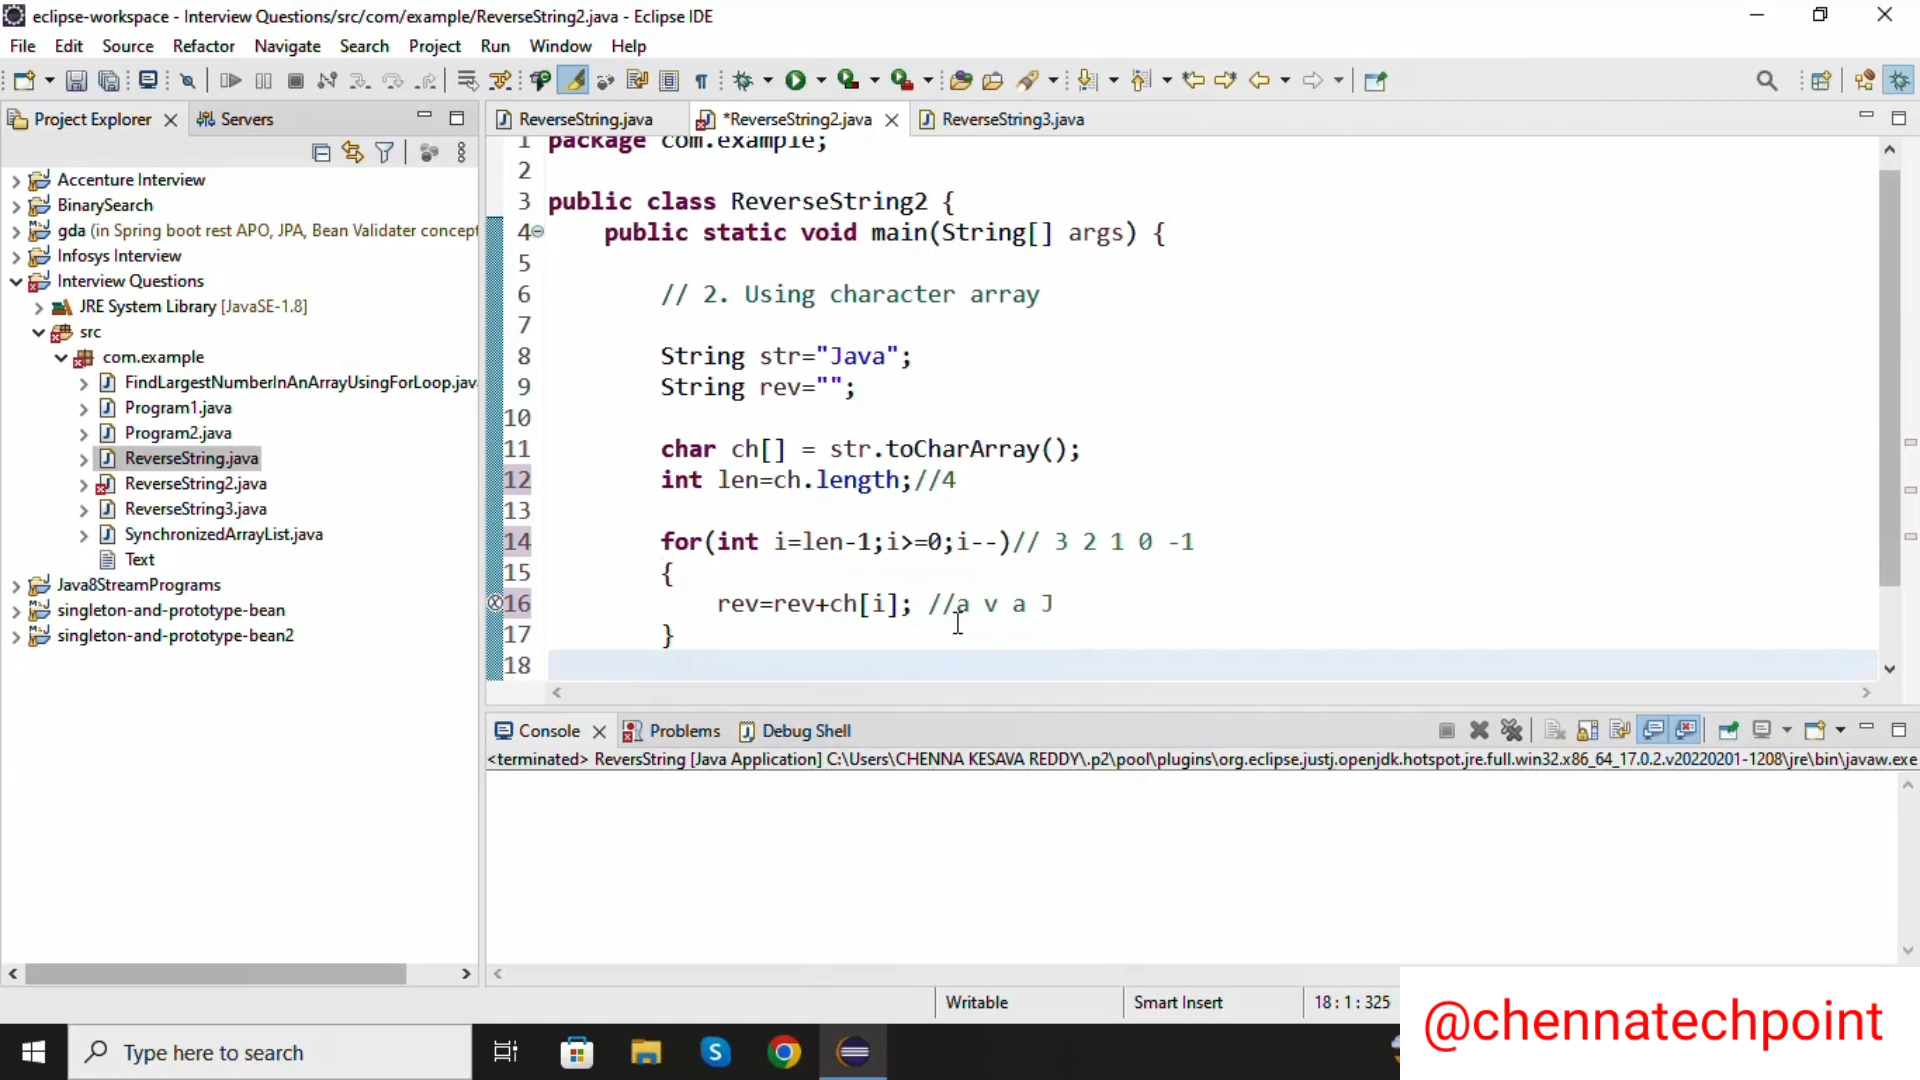 eclipse-workspace - Interview Questions/src/com/example/ReverseString2.java - Eclipse IDE
File Edit Source Refactor Navigate Search Project Run Window Help
Project Explorer Servers
ReverseString.java *ReverseString2.java ReverseString3.java
Accenture Interview
BinarySearch
gda (in Spring boot rest APO, JPA, Bean Validater concept
Infosys Interview
Interview Questions
JRE System Library [JavaSE-1.8]
src
com.example
FindLargestNumberInAnArrayUsingForLoop.jav
Program1.java
Program2.java
ReverseString.java
ReverseString2.java
ReverseString3.java
SynchronizedArrayList.java
Text
Java8StreamPrograms
singleton-and-prototype-bean
singleton-and-prototype-bean2
1 package com.example;
2
3 public class ReverseString2 {
4 public static void main(String[] args) {
5
6 // 2. Using character array
7
8 String str="Java";
9 String rev="";
10
11 char ch[] = str.toCharArray();
12 int len=ch.length;//4
13
14 for(int i=len-1;i>=0;i--)// 3 2 1 0 -1
15 {
16 rev=rev+ch[i]; //a v a J
17 }
18
Console Problems Debug Shell
<terminated> ReversString [Java Application] C:\Users\CHENNA KESAVA REDDY\.p2\pool\plugins\org.eclipse.justj.openjdk.hotspot.jre.full.win32.x86_64_17.0.2.v20220201-1208\jre\bin\javaw.exe
Writable Smart Insert 18 : 1 : 325
@chennatechpoint
Type here to search